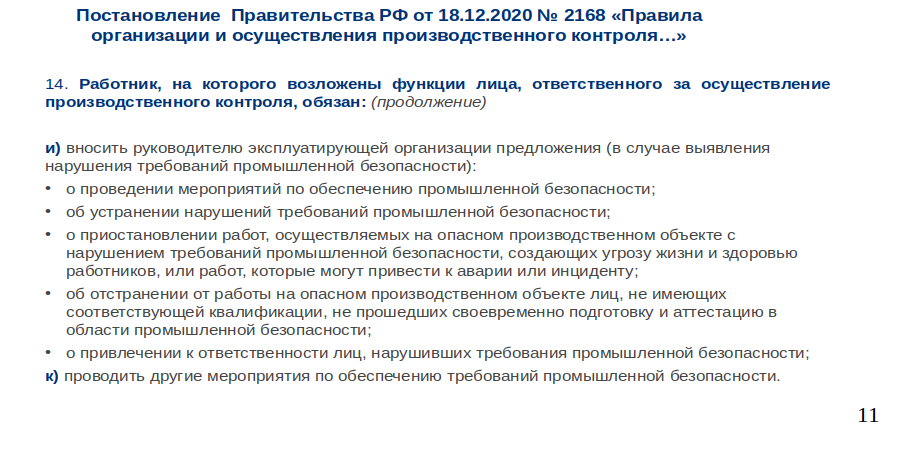 Постановление Правительства РФ от 18.12.2020 № 2168 «Правила
организации и осуществления производственного контроля…»
14. Работник, на которого возложены функции лица, ответственного за осуществление
производственного контроля, обязан: (продолжение)
и) вносить руководителю эксплуатирующей организации предложения (в случае выявления
нарушения требований промышленной безопасности):
• о проведении мероприятий по обеспечению промышленной безопасности;
• об устранении нарушений требований промышленной безопасности;
• о приостановлении работ, осуществляемых на опасном производственном объекте с
нарушением требований промышленной безопасности, создающих угрозу жизни и здоровью
работников, или работ, которые могут привести к аварии или инциденту;
• об отстранении от работы на опасном производственном объекте лиц, не имеющих
соответствующей квалификации, не прошедших своевременно подготовку и аттестацию в
области промышленной безопасности;
• о привлечении к ответственности лиц, нарушивших требования промышленной безопасности;
к) проводить другие мероприятия по обеспечению требований промышленной безопасности.
11